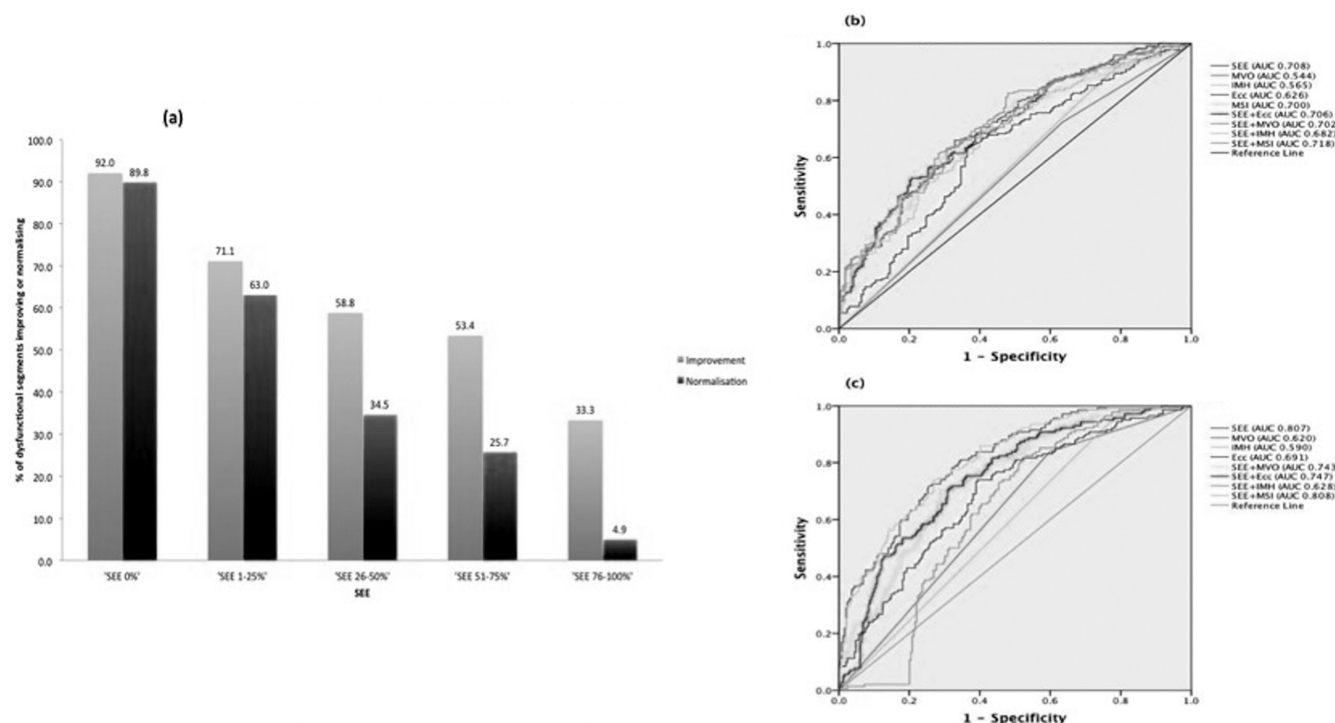 (a)
% of dysfunctional segments improving or normalising
100.0
90.0
80.0
70.0
60.0
50.0
40.0
30.0
20.0
10.0
0.0
92.0
89.8
71.1
63.0
58.8
34.5
53.4
25.7
33.3
4.9
'SEE 0%'
'SEE 1-25%'
'SEE 26-50%'
'SEE 51-75%'
'SEE 76-100%'
SEE
Improvement
Normalisation
(b)
Sensitivity
1.0
0.8
0.6
0.4
0.2
0.0
0.0
0.2
0.4
0.6
0.8
1.0
1 - Specificity
SEE (AUC 0.708)
MVO (AUC 0.544)
IMH (AUC 0.565)
Ecc (AUC 0.626)
MSI (AUC 0.700)
SEE+Ecc (AUC 0.706)
SEE+MVO (AUC 0.702
SEE+IMH (AUC 0.682)
SEE+MSI (AUC 0.718)
Reference Line
(c)
Sensitivity
1.0
0.8
0.6
0.4
0.2
0.0
0.0
0.2
0.4
0.6
0.8
1.0
1 - Specificity
SEE (AUC 0.807)
MVO (AUC 0.620)
IMH (AUC 0.590)
Ecc (AUC 0.691)
SEE+MVO (AUC 0.743
SEE+Ecc (AUC 0.747)
SEE+IMH (AUC 0.628)
SEE+MSI (AUC 0.808)
Reference Line